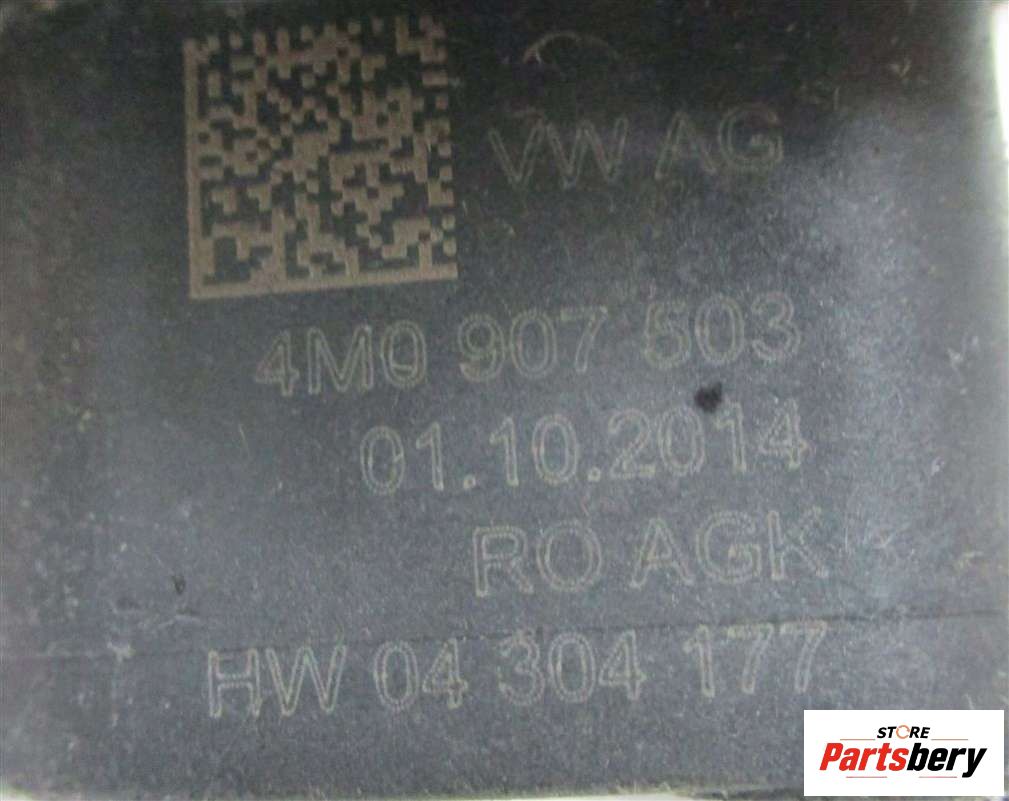 VW AG
4M0 907 503
01.10.2014
RO AGK
HW 04 304 177
STORE
Partsbery